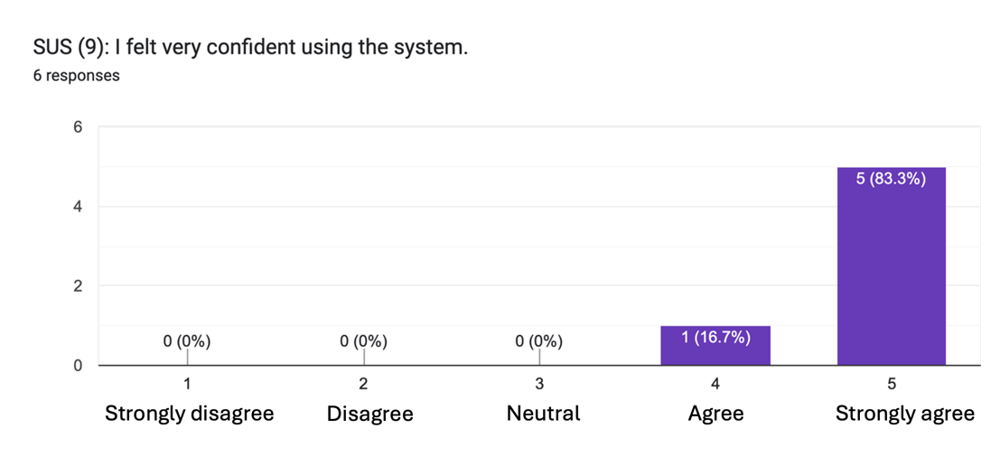 SUS (9): I felt very confident using the system.
6 responses
6
4
2
0
0 (0%)
0 (0%)
0 (0%)
1 (16.7%)
5 (83.3%)
1 2 3 4 5
Strongly disagree Disagree Neutral Agree Strongly agree